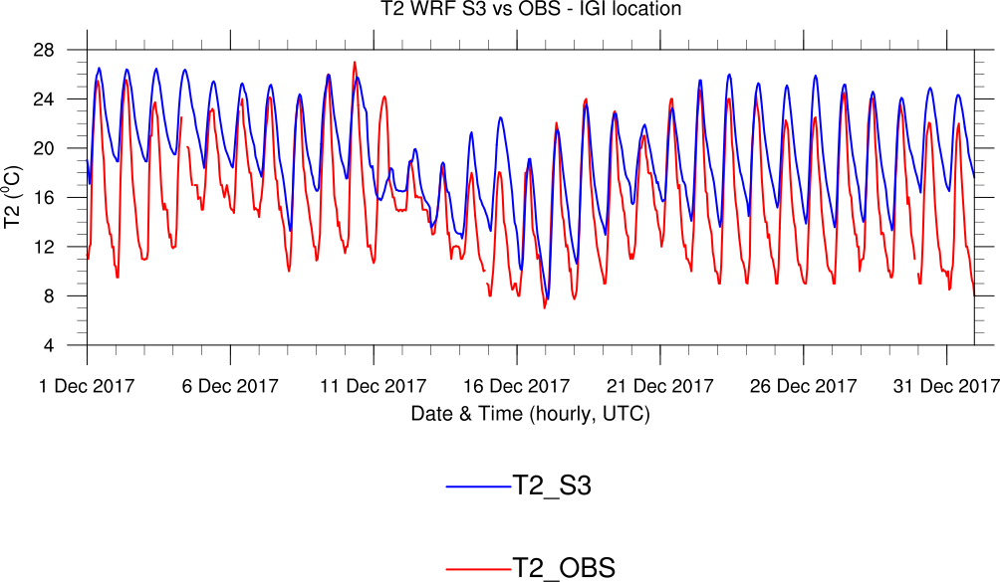 T2 WRF S3 vs OBS - IGI location
28
24
20
16
12
8
4
T2 (⁰C)
1 Dec 2017 6 Dec 2017 11 Dec 2017 16 Dec 2017 21 Dec 2017 26 Dec 2017 31 Dec 2017
Date & Time (hourly, UTC)
T2_S3
T2_OBS